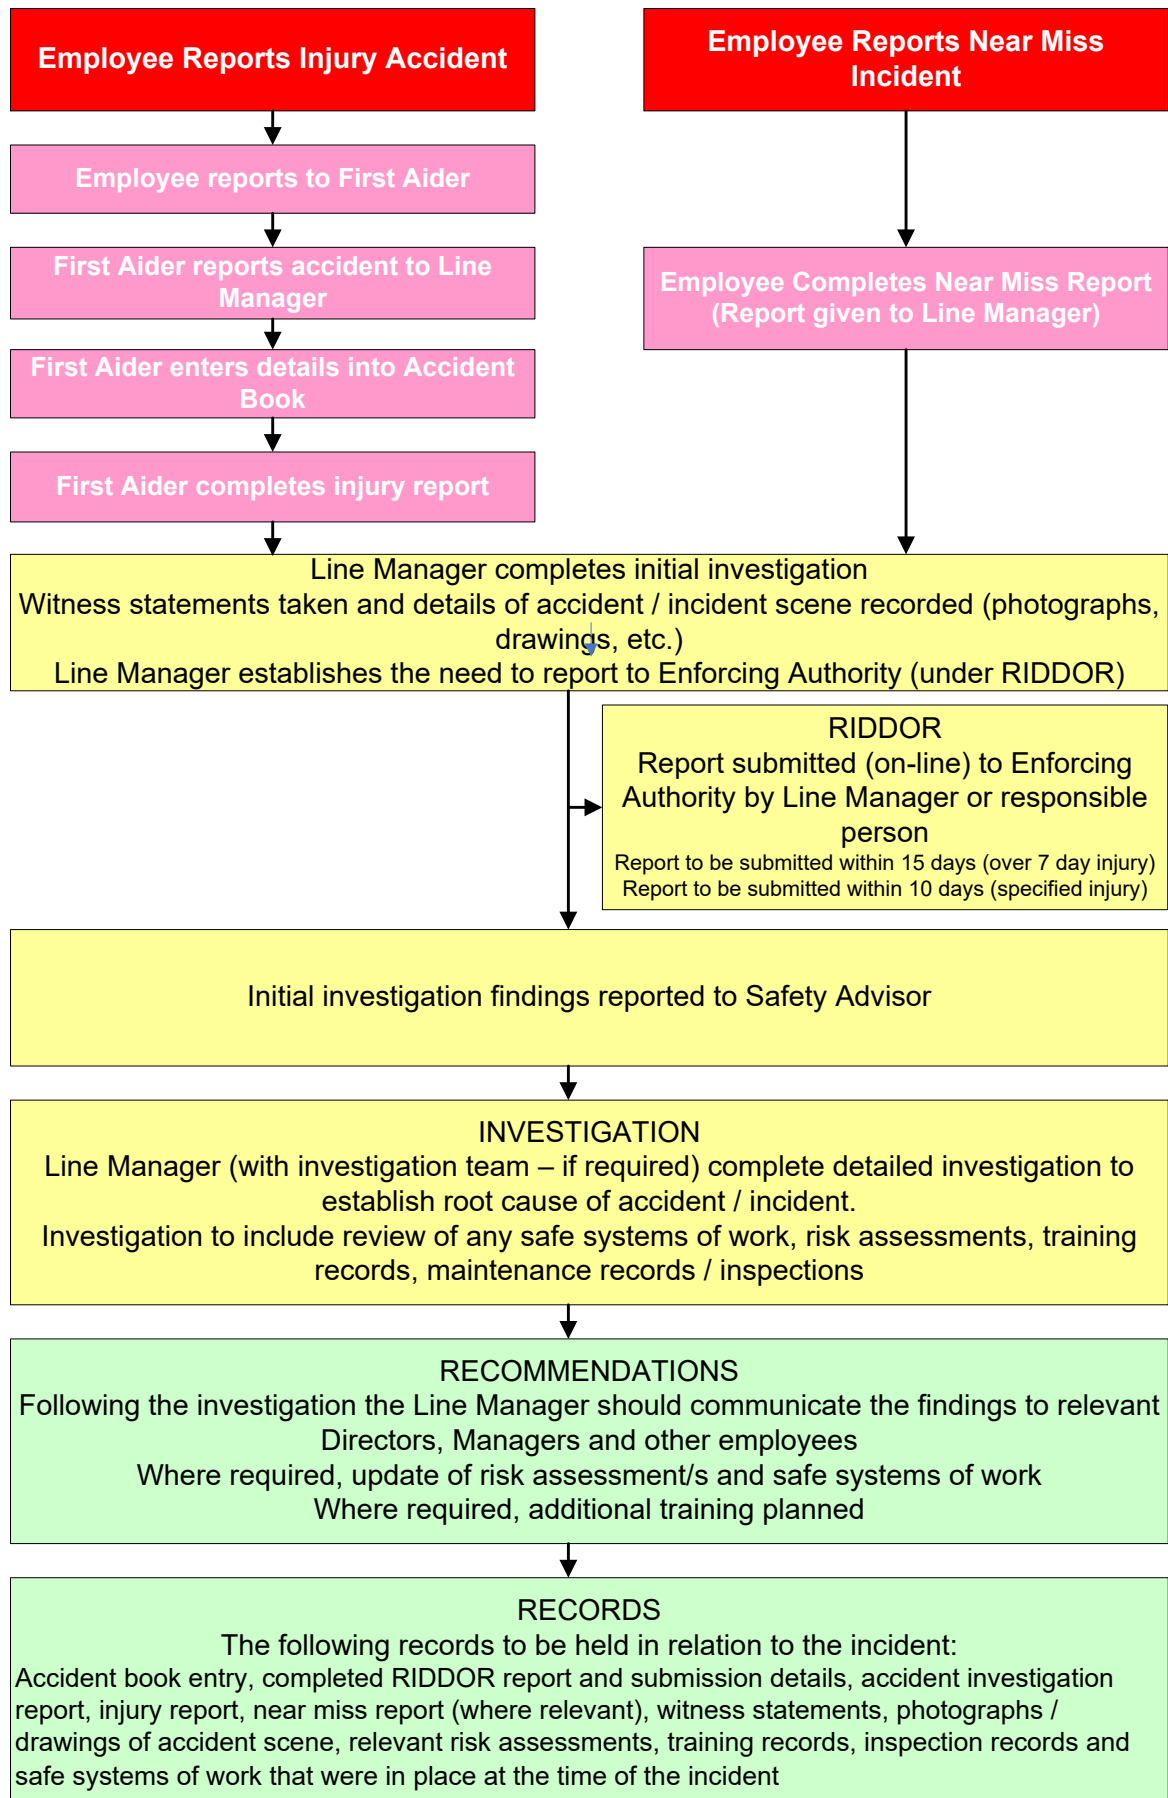 Employee Reports Injury Accident
Employee Reports Near Miss
Incident
Employee reports to First Aider
First Aider reports accident to Line
Manager
Employee Completes Near Miss Report
(Report given to Line Manager)
First Aider enters details into Accident
Book
First Aider completes injury report
Line Manager completes initial investigation
Witness statements taken and details of accident / incident scene recorded (photographs,
drawings, etc.)
Line Manager establishes the need to report to Enforcing Authority (under RIDDOR)
RIDDOR
Report submitted (on-line) to Enforcing
Authority by Line Manager or responsible
person
Report to be submitted within 15 days (over 7 day injury)
Report to be submitted within 10 days (specified injury)
Initial investigation findings reported to Safety Advisor
INVESTIGATION
Line Manager (with investigation team – if required) complete detailed investigation to
establish root cause of accident / incident.
Investigation to include review of any safe systems of work, risk assessments, training
records, maintenance records / inspections
RECOMMENDATIONS
Following the investigation the Line Manager should communicate the findings to relevant
Directors, Managers and other employees
Where required, update of risk assessment/s and safe systems of work
Where required, additional training planned
RECORDS
The following records to be held in relation to the incident:
Accident book entry, completed RIDDOR report and submission details, accident investigation
report, injury report, near miss report (where relevant), witness statements, photographs /
drawings of accident scene, relevant risk assessments, training records, inspection records and
safe systems of work that were in place at the time of the incident